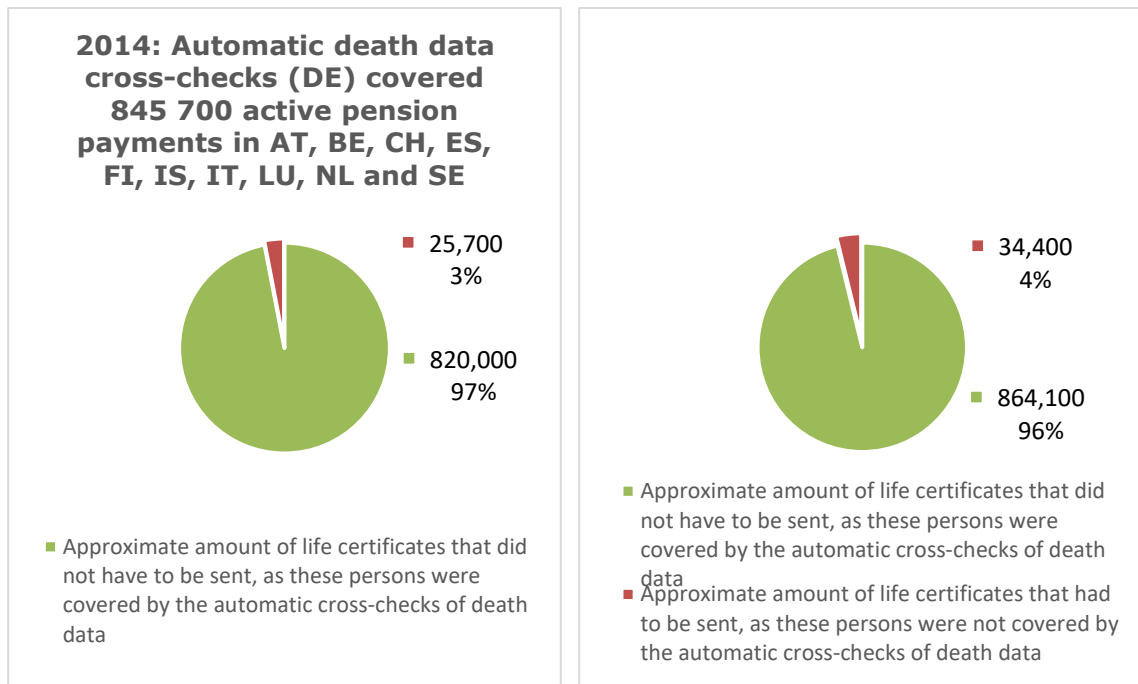 2014: Automatic death data
cross-checks (DE) covered
845 700 active pension
payments in AT, BE, CH, ES,
FI, IS, IT, LU, NL and SE
25,700
3%
820,000
97%
Approximate amount of life certificates that did
not have to be sent, as these persons were
covered by the automatic cross-checks of death
data
34,400
4%
864,100
96%
Approximate amount of life certificates that did
not have to be sent, as these persons were
covered by the automatic cross-checks of death
data
Approximate amount of life certificates that had
to be sent, as these persons were not covered by
the automatic cross-checks of death data